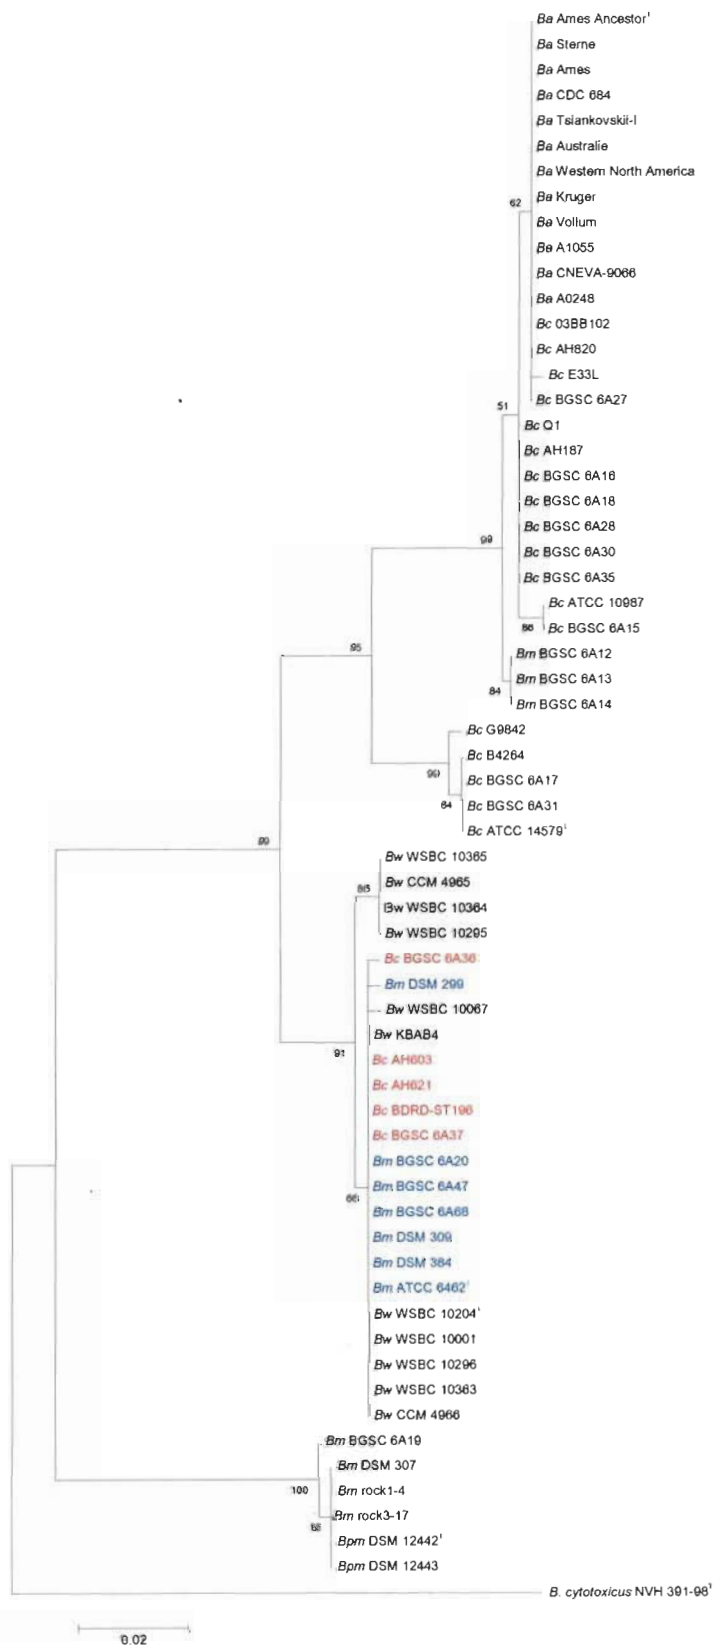 Ba Ames Ancestor
Ba Sterne
Ba Ames
Ba CDC 684
Ba Tsiankovskii-I
Ba Australie
Ba Western North America
Ba Kruger
62
Ba Vollum
Ba A1055
Ba CNEVA-9066
Ba A0248
Bc 03BB102
Bc AH820
Bc E33L
Bc BGSC 6A27
51
Bc Q1
Bc AH187
Bc BGSC 6A16
Bc BGSC 6A18
Bc BGSC 6A28
99
Bc BGSC 6A30
Bc BGSC 6A35
Bc ATCC 10987
Bc BGSC 6A15
Bm BGSC 6A12
95
Bm BGSC 6A13
84
Bm BGSC 6A14
Bc G9842
Bc B4264
99
Bc BGSC 6A17
64
Bc BGSC 6A31
Bc ATCC 14579
99
Bw WSBC 10365
Bw CCM 4965
Bw WSBC 10364
Bw WSBC 10295
Bc BGSC 6A36
Bm DSM 299
Bw WSBC 10067
Bw KBAB4
91
Bc AH603
Bc AH621
Bc BDRD-ST196
Bc BGSC 6A37
Bm BGSC 6A20
Bm BGSC 6A47
66
Bm BGSC 6A68
Bm DSM 309
Bm DSM 384
Bm ATCC 6462
Bw WSBC 10204
Bw WSBC 10001
Bw WSBC 10296
Bw WSBC 10363
Bw CCM 4966
Bm BGSC 6A19
Bm DSM 307
100
Bm rock1-4
Bm rock3-17
Bpm DSM 12442
Bpm DSM 12443
B. cytotoxicus NVH 391-98
0.02